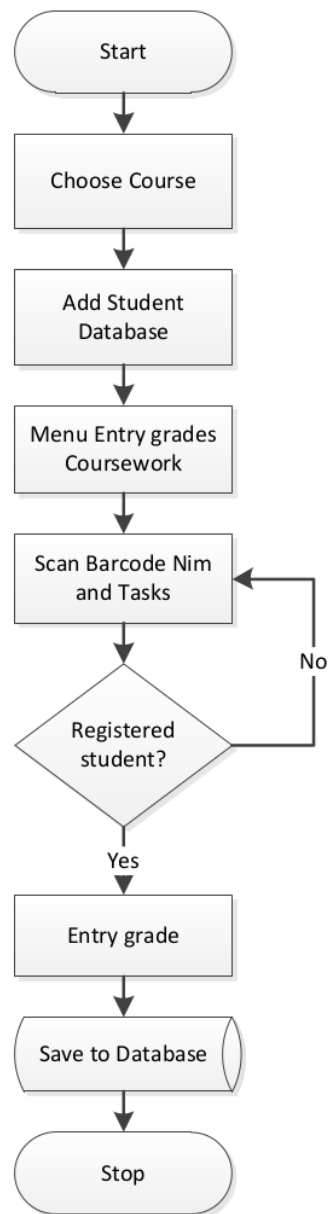 Start
Choose Course
Add Student
Database
Menu Entry grades
Coursework
Scan Barcode Nim
and Tasks
No
Registered
student?
Yes
Entry grade
Save to Database
Stop